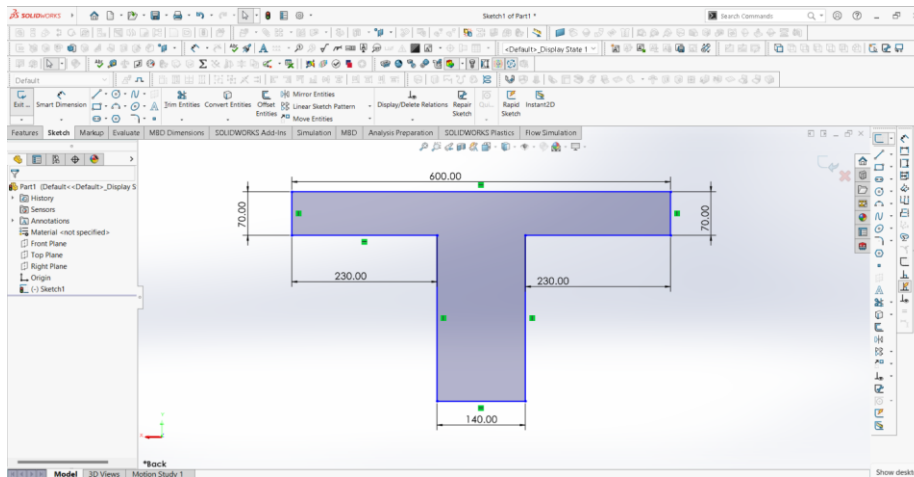 SOLIDWORKS
Sketch1 of Part1 *
Search Commands
<Default>_Display State 1
Default
Exit ...
Smart Dimension
Trim Entities
Convert Entities
Offset Entities
Mirror Entities
Linear Sketch Pattern
Move Entities
Display/Delete Relations
Repair Sketch
Rapid Sketch
Instant2D
Features
Sketch
Markup
Evaluate
MBD Dimensions
SOLIDWORKS Add-Ins
Simulation
MBD
Analysis Preparation
SOLIDWORKS Plastics
Flow Simulation
Part1 (Default<<Default>_Display S
History
Sensors
Annotations
Material <not specified>
Front Plane
Top Plane
Right Plane
Origin
(-) Sketch1
600.00
70.00
70.00
230.00
230.00
140.00
*Back
Model
3D Views
Motion Study 1
Show deskt